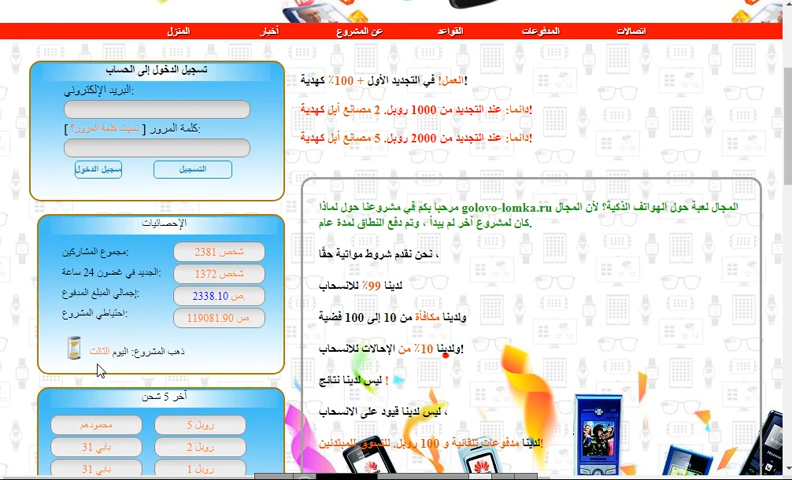 اتصالات
المدفوعات
القواعد
عن المشروع
أخبار
المنزل
العمل! في التجديد الأول + 100٪ كهدية!
دائما: عند التجديد من 1000 روبل. 2 مصانع أبل كهدية!
دائما: عند التجديد من 2000 روبل. 5 مصانع أبل كهدية!
تسجيل الدخول إلى الحساب
البريد الإلكتروني:
كلمة المرور [ نسيت كلمة المرور؟ ]:
التسجيل
تسجيل الدخول
المجال لعبة حول الهواتف الذكية؟ لأن المجال golovo-lomka.ru مرحبا بكم في مشروعنا حول لماذا
كان لمشروع آخر لم يبدأ ، وتم دفع النطاق لمدة عام.
نحن نقدم شروط مواتية حقًا ،
لدينا 99٪ للانسحاب
ولدينا مكافأة من 10 إلى 100 فضية
ولدينا 10٪ من الإحالات للانسحاب!
ليس لدينا نتائج !
ليس لدينا قيود على الانسحاب ،
لدينا مدفوعات تلقائية و 100 روبل. للتسوق للمبتدئين!
الإحصائيات
مجموع المشاركين:
2381 شخص
الجديد في غضون 24 ساعة:
1372 شخص
إجمالي المبلغ المدفوع:
2338.10 ص.
احتياطي المشروع:
119081.90 ص.
ذهب المشروع: اليوم الثالث
آخر 5 شحن
محمودهم
5 روبل
بابي 31
2 روبل
بابي 31
1 روبل